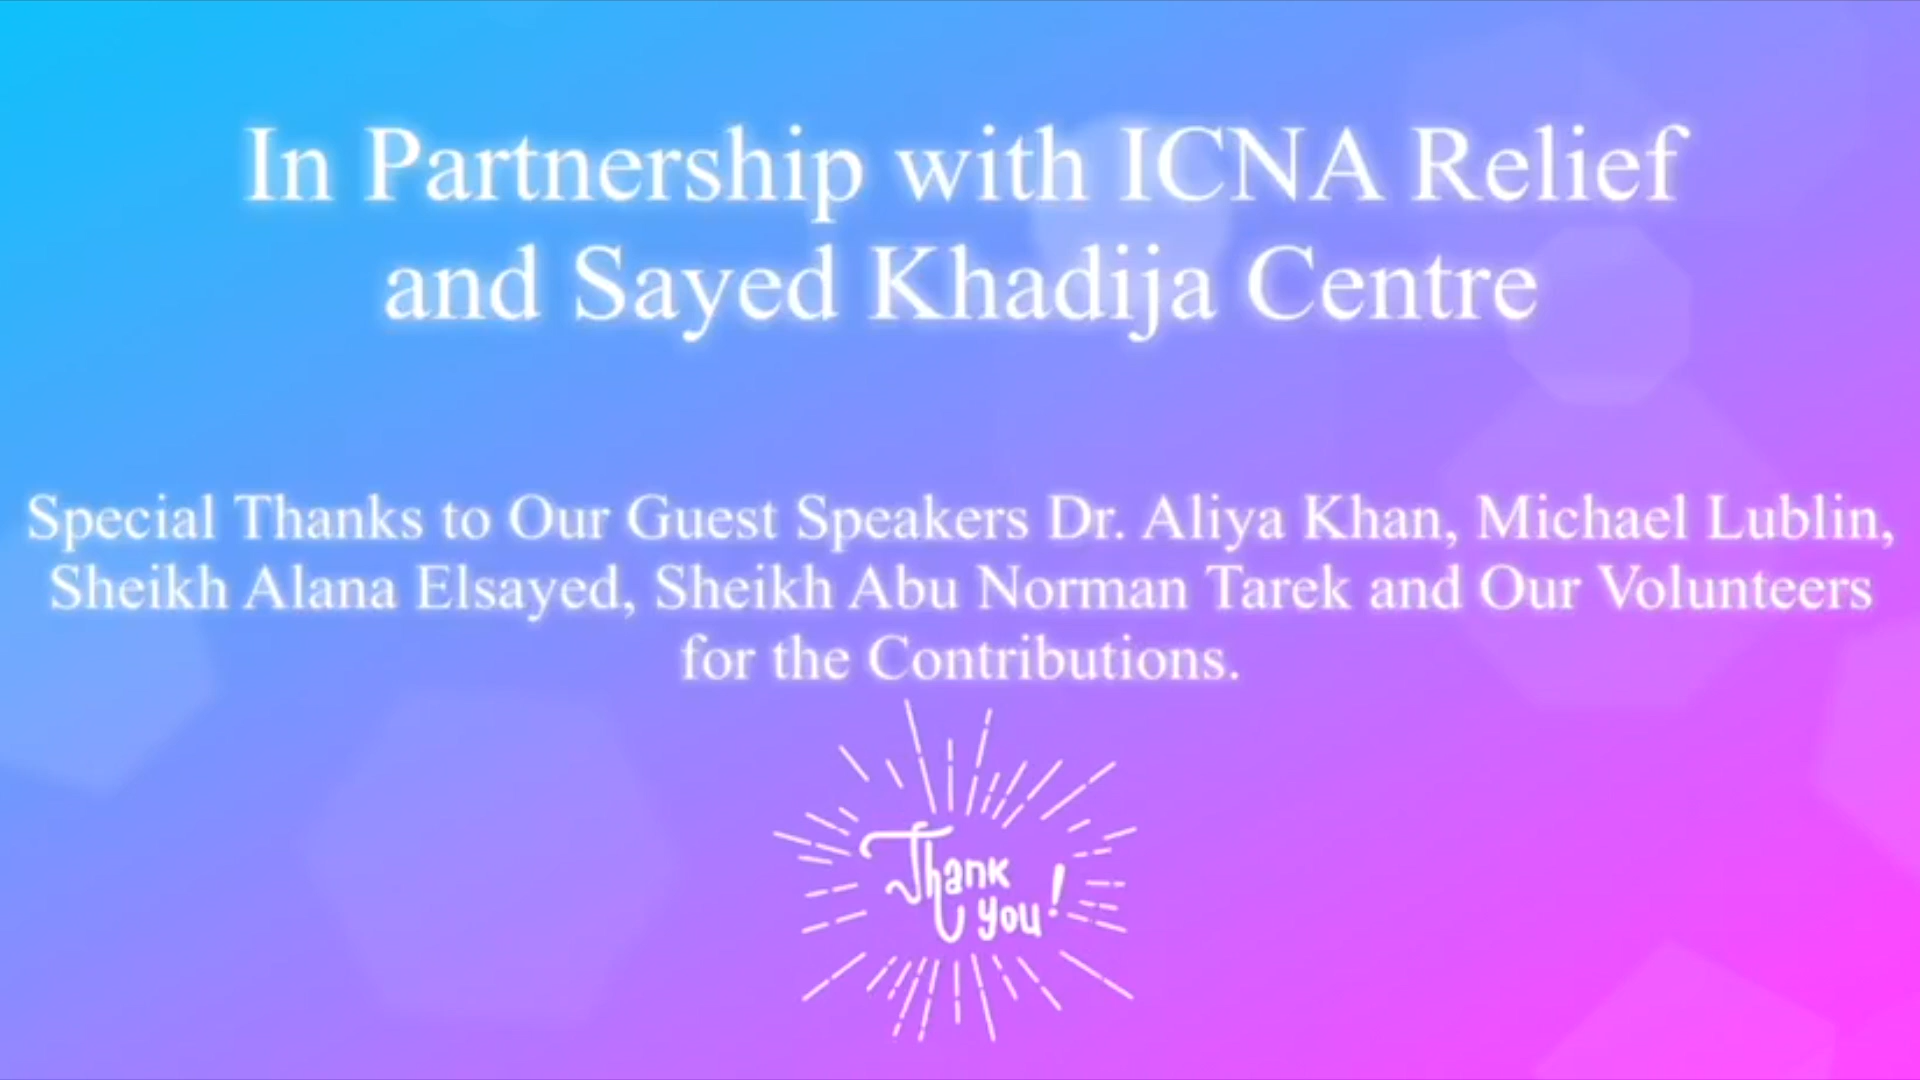 In Partnership with ICNA Relief
and Sayed Khadija Centre
Special Thanks to Our Guest Speakers Dr. Aliya Khan, Michael Lublin,
Sheikh Alana Elsayed, Sheikh Abu Norman Tarek and Our Volunteers
for the Contributions.
Thank
you!